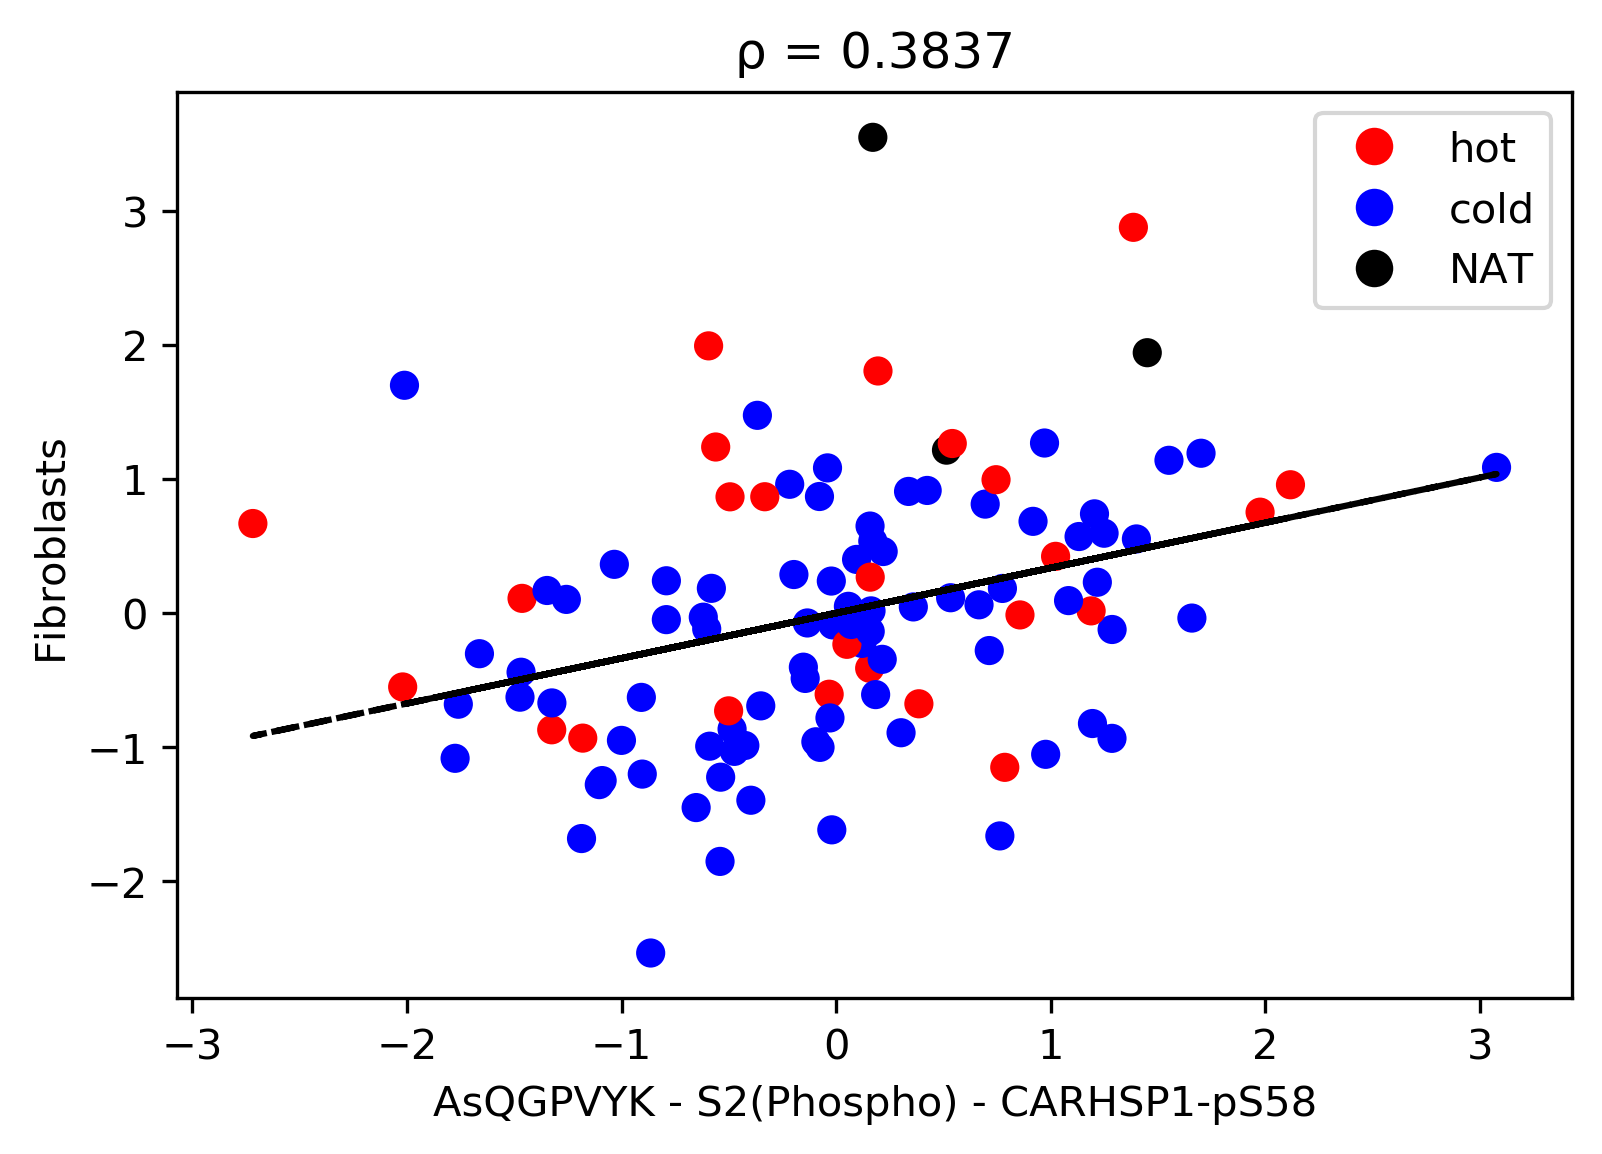 ρ = 0.3837
hot
cold
NAT
3
2
1
0
−1
−2
Fibroblasts
−3 −2 −1 0 1 2 3
AsQGPVYK - S2(Phospho) - CARHSP1-pS58